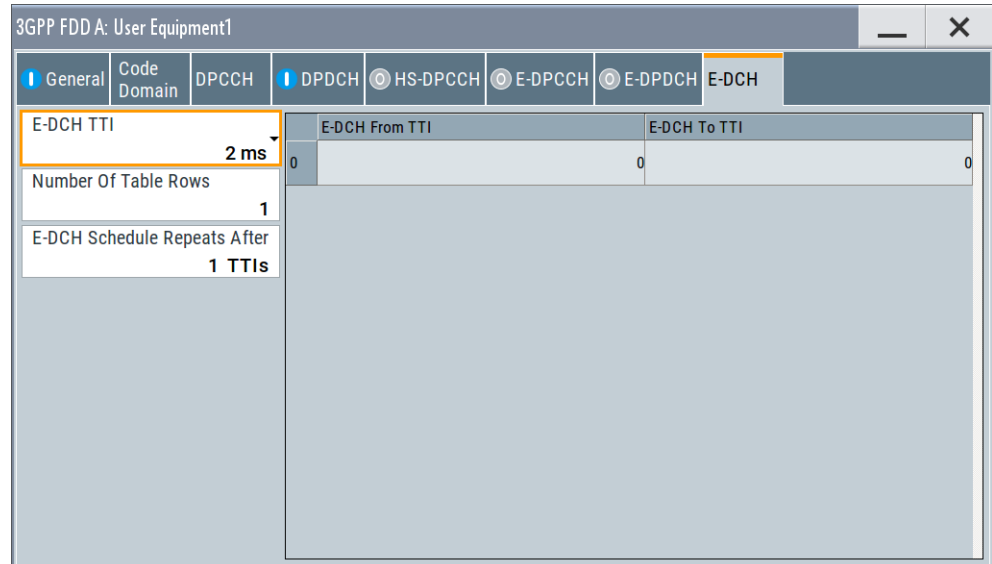 3GPP FDD A: User Equipment1
General
Code
Domain
DPCCH
DPDCH
HS-DPCCH
E-DPCCH
E-DPDCH
E-DCH
E-DCH TTI
2 ms
Number Of Table Rows
1
E-DCH Schedule Repeats After
1 TTIs
E-DCH From TTI E-DCH To TTI
0 0 0